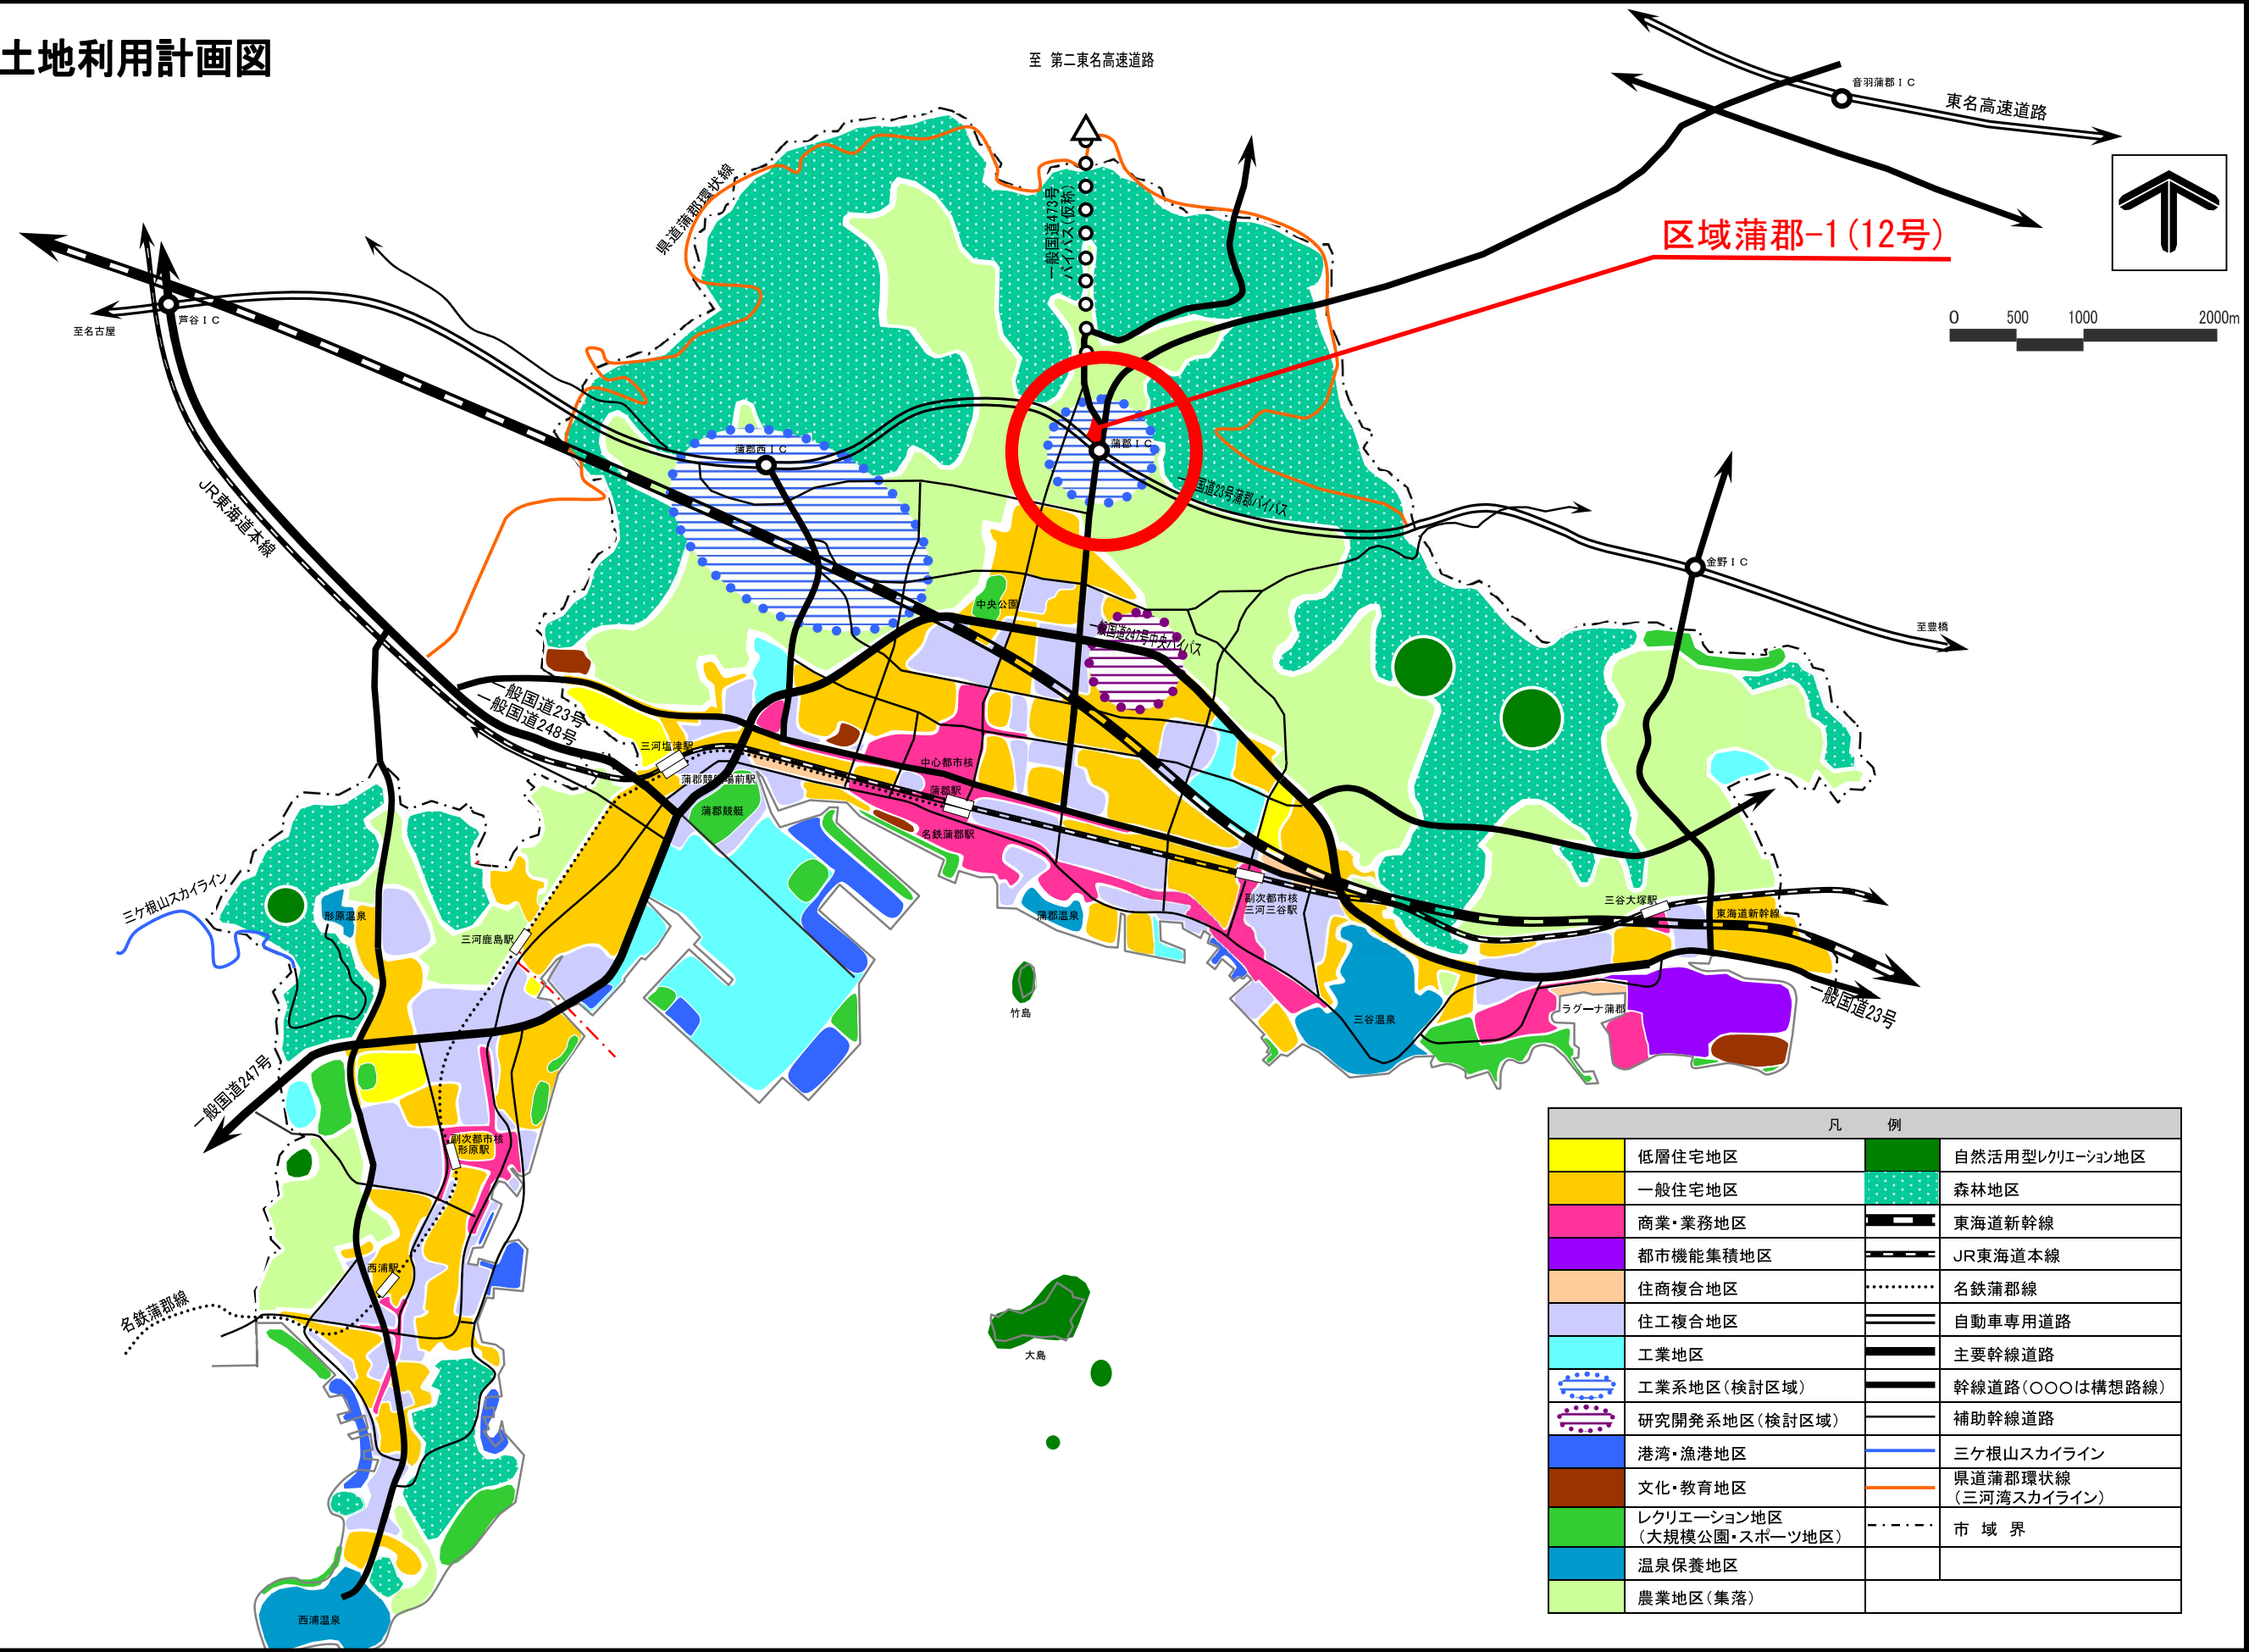 土地利用計画図
至 第二東名高速道路
音羽蒲郡ＩＣ
東名高速道路
県道蒲郡環状線
一般国道473号
バイパス(仮称)
区域蒲郡-1(12号)
0 500 1000 2000m
芦谷ＩＣ
至名古屋
JR東海道本線
蒲郡西ＩＣ
蒲郡ＩＣ
国道23号蒲郡バイパス
金野ＩＣ
至豊橋
中央公園
一般国道247号中央バイパス
一般国道23号
一般国道248号
三河塩津駅
蒲郡競艇場前駅
蒲郡競艇
中心都市核
蒲郡駅
名鉄蒲郡駅
三ケ根山スカイライン
形原温泉
三河鹿島駅
蒲郡温泉
副次都市核
三河三谷駅
三谷大塚駅
東海道新幹線
竹島
三谷温泉
ラグーナ蒲郡
一般国道23号
一般国道247号
副次都市核
形原駅
西浦駅
名鉄蒲郡線
大島
西浦温泉
凡 例
低層住宅地区
自然活用型レクリエーション地区
一般住宅地区
森林地区
商業・業務地区
東海道新幹線
都市機能集積地区
JR東海道本線
住商複合地区
名鉄蒲郡線
住工複合地区
自動車専用道路
工業地区
主要幹線道路
工業系地区(検討区域)
幹線道路(○○○は構想路線)
研究開発系地区(検討区域)
補助幹線道路
港湾・漁港地区
三ケ根山スカイライン
文化・教育地区
県道蒲郡環状線
(三河湾スカイライン)
レクリエーション地区
(大規模公園・スポーツ地区)
市 域 界
温泉保養地区
農業地区(集落)